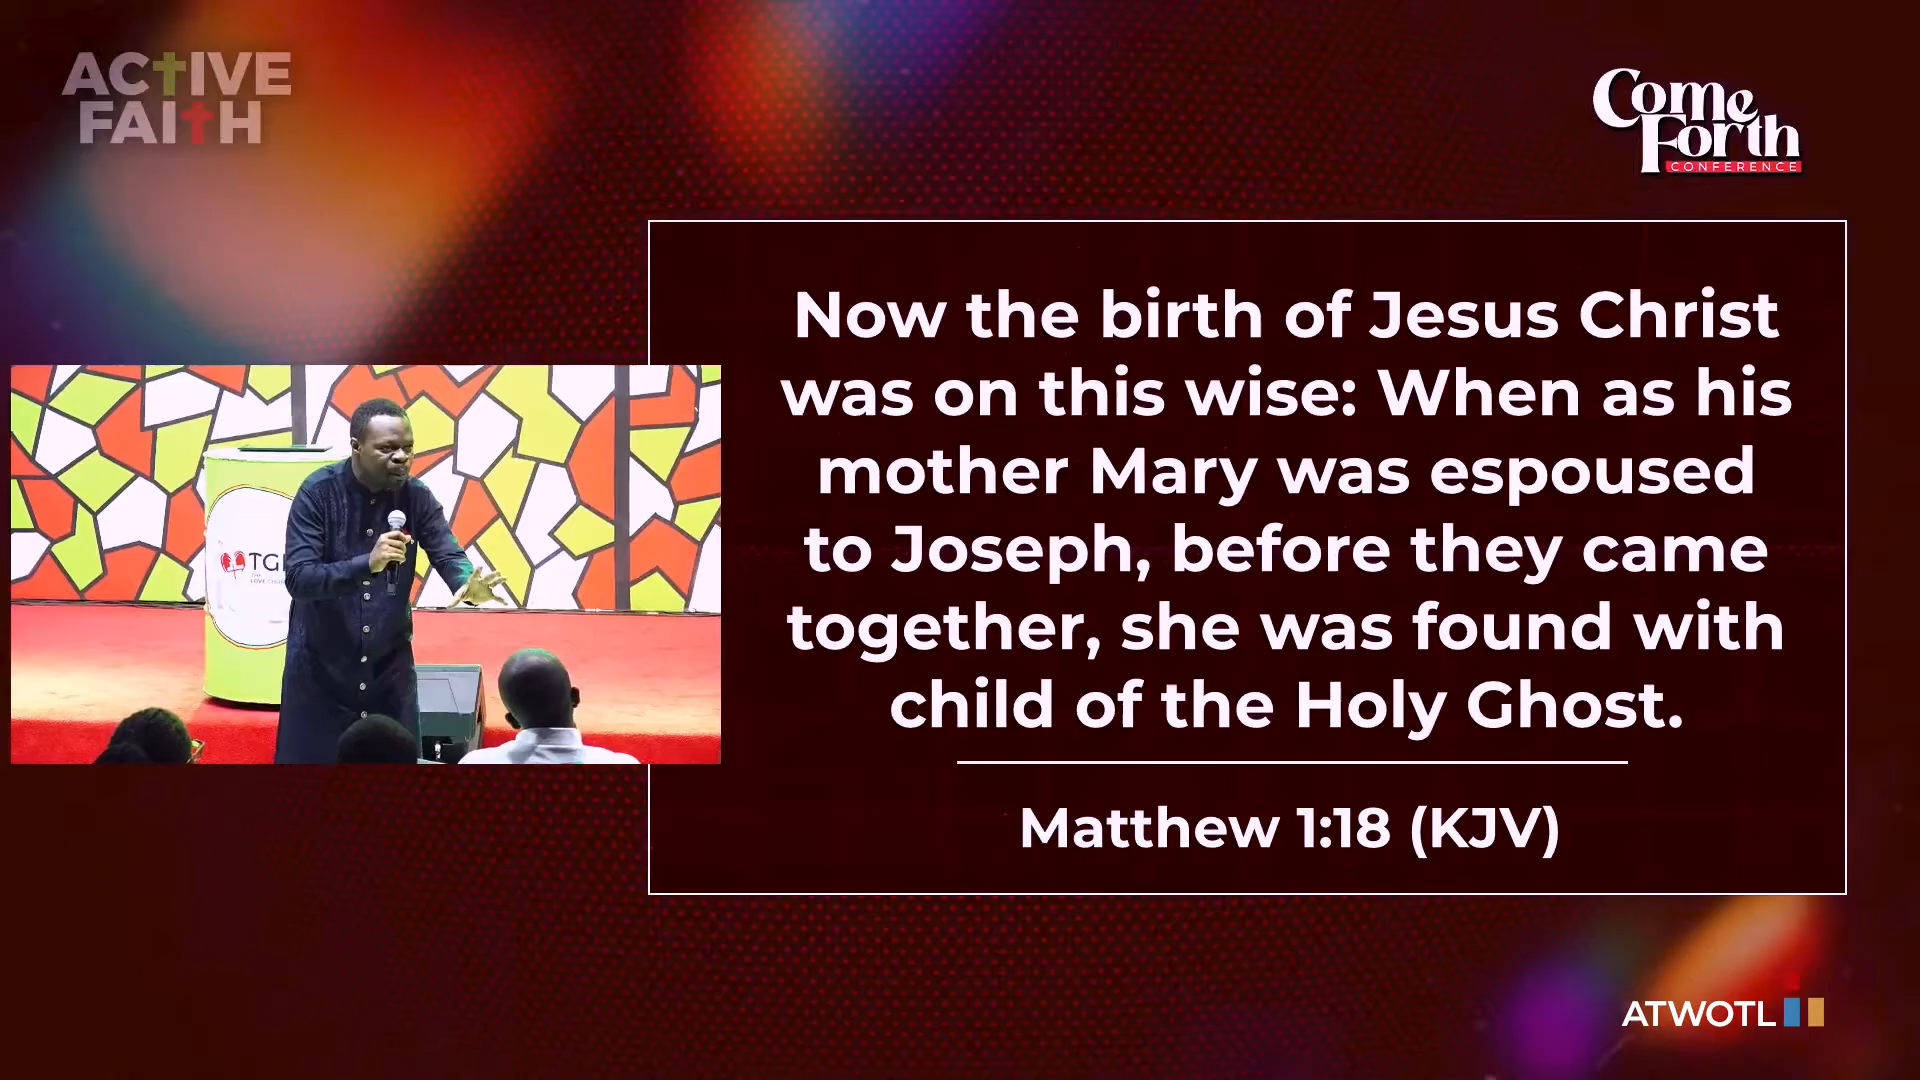 ACTIVE
FAITH
Come
Forth
CONFERENCE
Now the birth of Jesus Christ
was on this wise: When as his
mother Mary was espoused
to Joseph, before they came
together, she was found with
child of the Holy Ghost.
Matthew 1:18 (KJV)
THE
ATWOTL